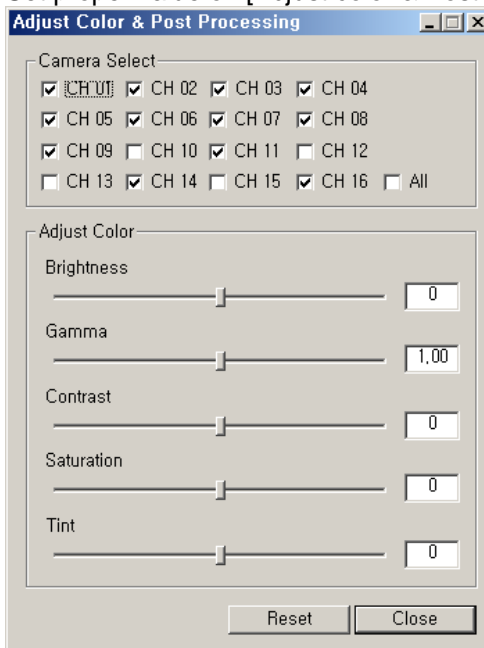 Adjust Color & Post Processing
Camera Select
CH 01 CH 02 CH 03 CH 04
CH 05 CH 06 CH 07 CH 08
CH 09 CH 10 CH 11 CH 12
CH 13 CH 14 CH 15 CH 16 All
Adjust Color
Brightness
0
Gamma
1,00
Contrast
0
Saturation
0
Tint
0
Reset Close